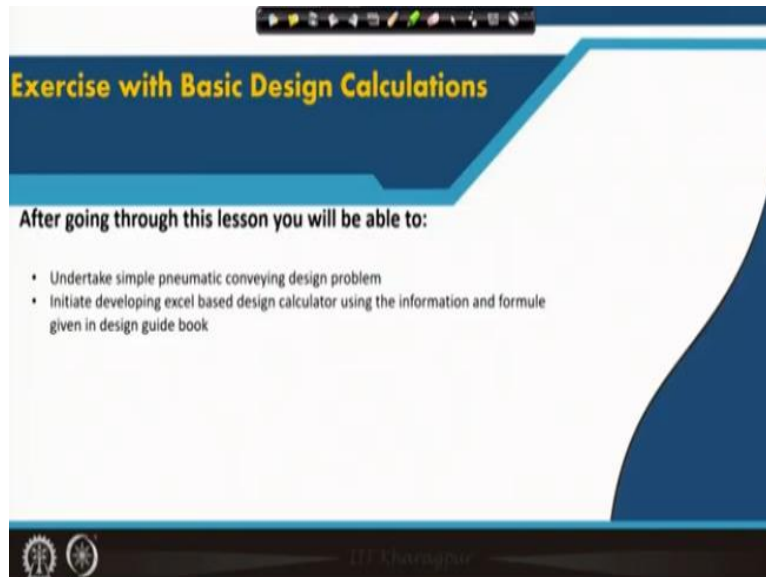 Exercise with Basic Design Calculations
After going through this lesson you will be able to:
• Undertake simple pneumatic conveying design problem
• Initiate developing excel based design calculator using the information and formule
given in design guide book
IIT Kharagpur